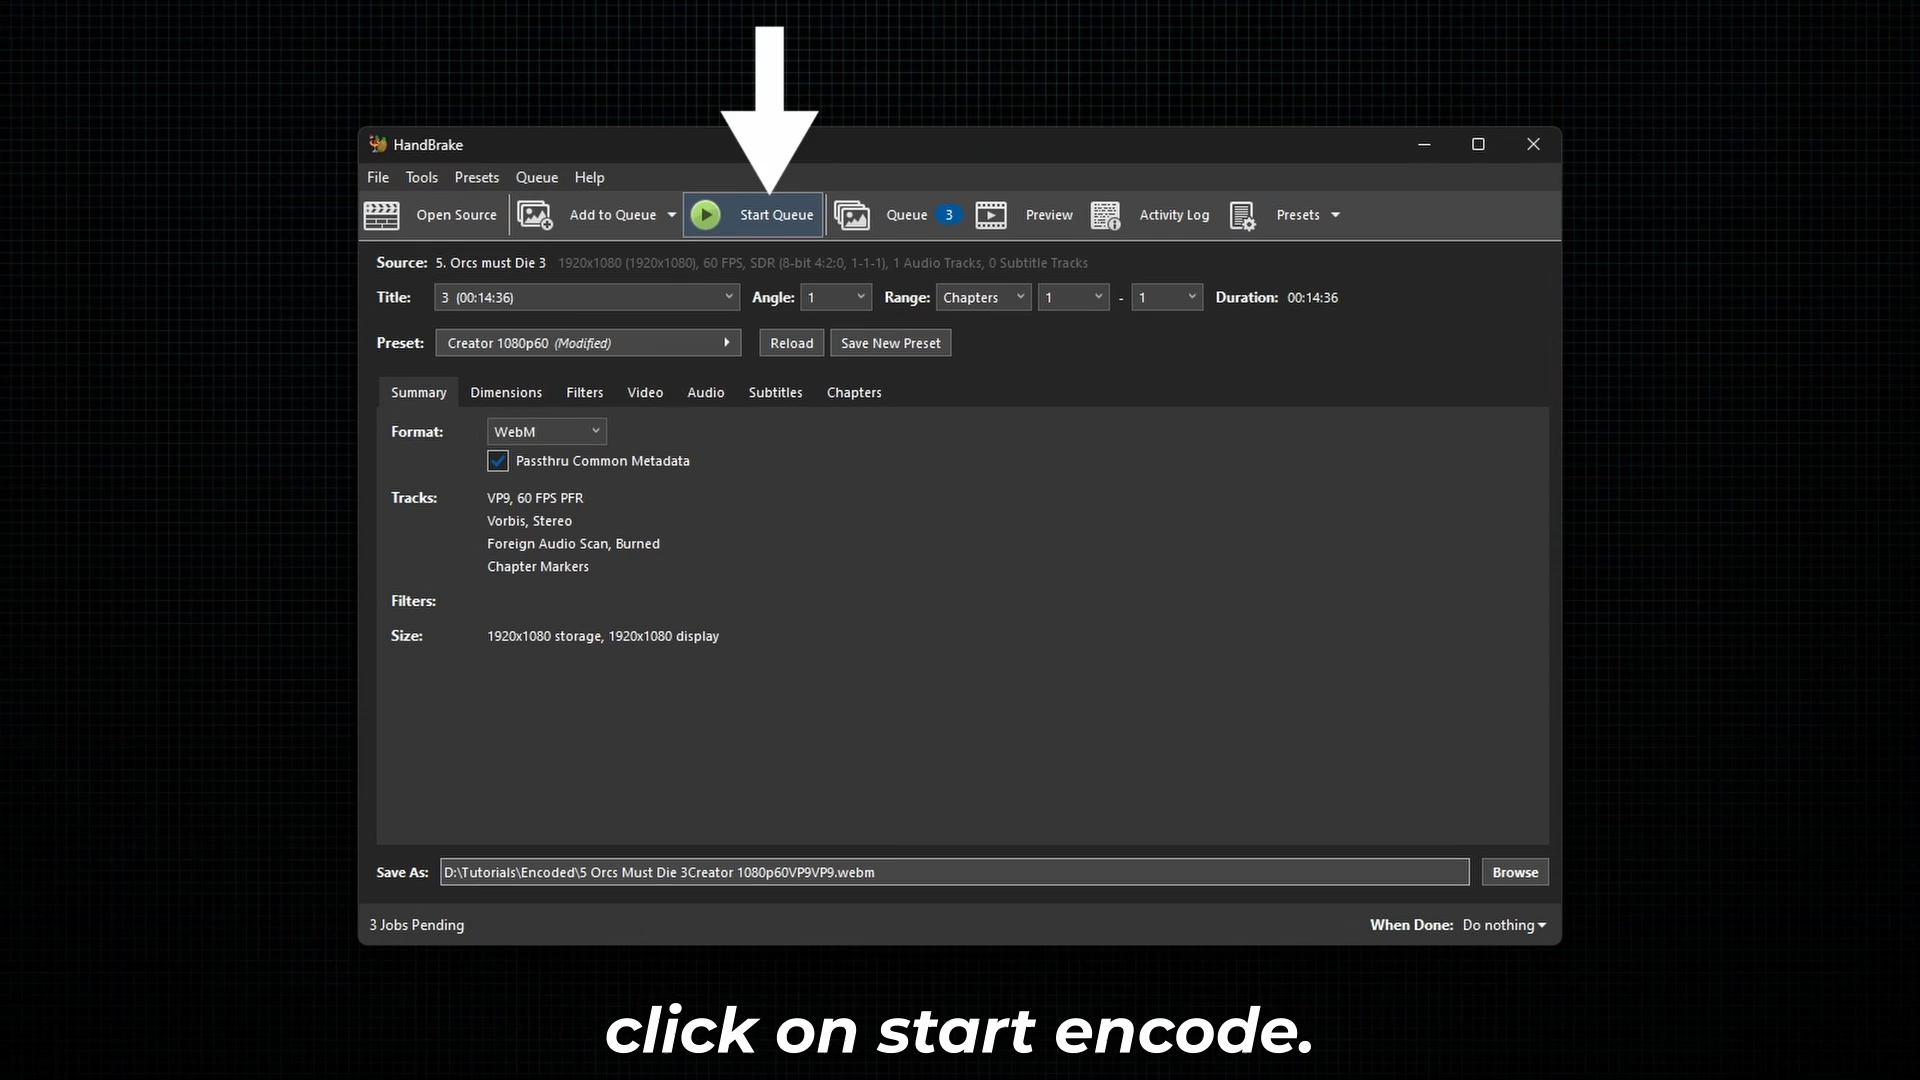 HandBrake
File Tools Presets Queue Help
Open Source Add to Queue Start Queue Queue 3 Preview Activity Log Presets
Source: 5. Orcs must Die 3 1920x1080 (1920x1080), 60 FPS, SDR (8-bit 4:2:0, 1-1-1), 1 Audio Tracks, 0 Subtitle Tracks
Title: 3 (00:14:36) Angle: 1 Range: Chapters 1 - 1 Duration: 00:14:36
Preset: Creator 1080p60 (Modified) Reload Save New Preset
Summary Dimensions Filters Video Audio Subtitles Chapters
Format: WebM
Passthru Common Metadata
Tracks: VP9, 60 FPS PFR
Vorbis, Stereo
Foreign Audio Scan, Burned
Chapter Markers
Filters:
Size: 1920x1080 storage, 1920x1080 display
Save As: D:\Tutorials\Encoded\5 Orcs Must Die 3Creator 1080p60VP9VP9.webm Browse
3 Jobs Pending When Done: Do nothing
click on start encode.